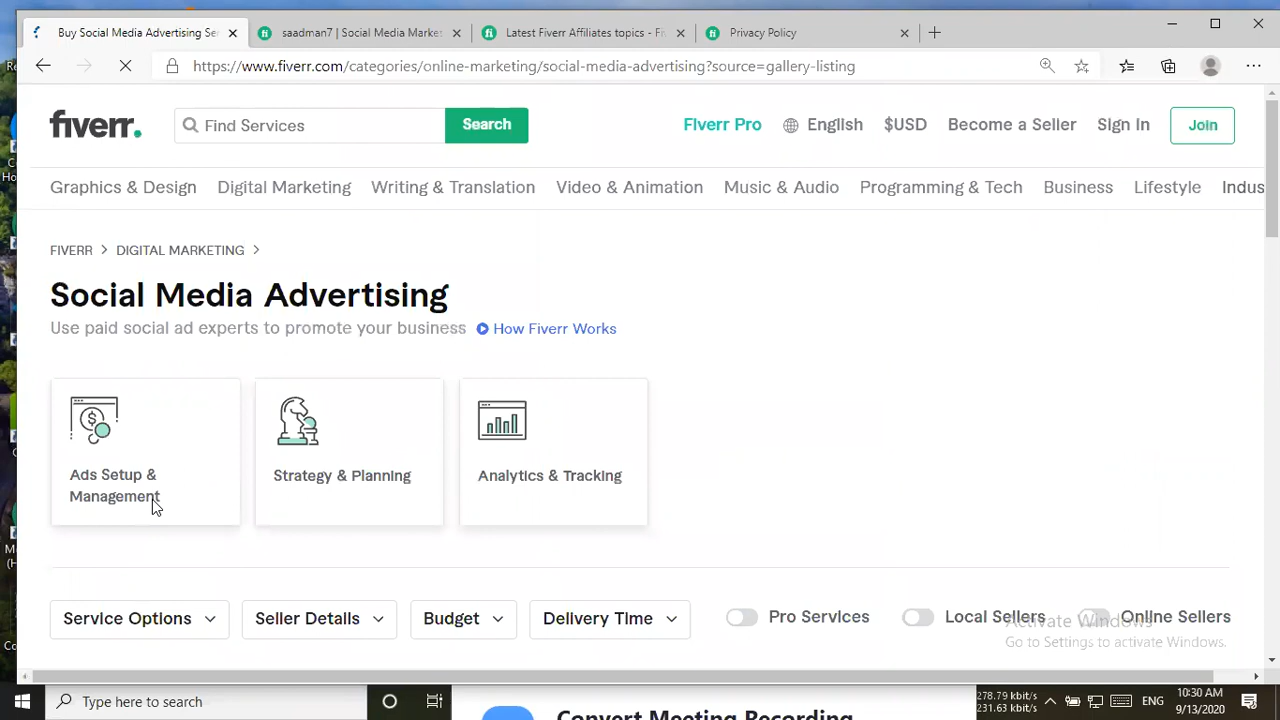 Buy Social Media Advertising Ser
saadman7 | Social Media Market
Latest Fiverr Affiliates topics - Fi
Privacy Policy
https://www.fiverr.com/categories/online-marketing/social-media-advertising?source=gallery-listing
fiverr.
Find Services
Search
Fiverr Pro
English
$USD
Become a Seller
Sign In
Join
Graphics & Design
Digital Marketing
Writing & Translation
Video & Animation
Music & Audio
Programming & Tech
Business
Lifestyle
Indus
FIVERR > DIGITAL MARKETING >
Social Media Advertising
Use paid social ad experts to promote your business
How Fiverr Works
Ads Setup &
Management
Strategy & Planning
Analytics & Tracking
Service Options
Seller Details
Budget
Delivery Time
Pro Services
Local Sellers
Online Sellers
Activate Windows
Go to Settings to activate Windows.
Type here to search
Convert Meeting Recording
278.79 kbit/s
231.63 kbit/s
ENG
10:30 AM
9/13/2020